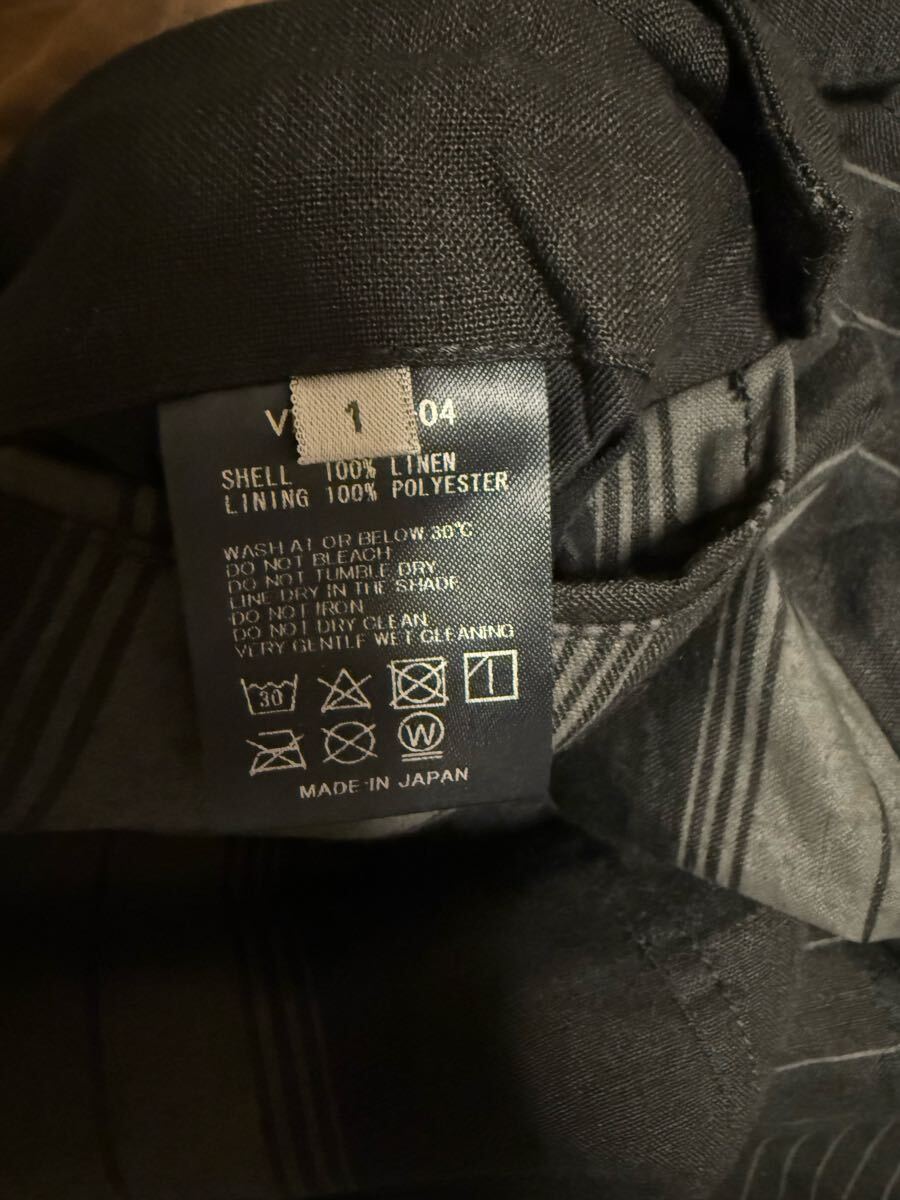 1
04
SHELL 100% LINEN
LINING 100% POLYESTER
WASH AT OR BELOW 30℃
DO NOT BLEACH
DO NOT TUMBLE DRY
LINE DRY IN THE SHADE
DO NOT IRON
DO NOT DRY CLEAN
VERY GENTLE WET CLEANING
30
W
MADE IN JAPAN